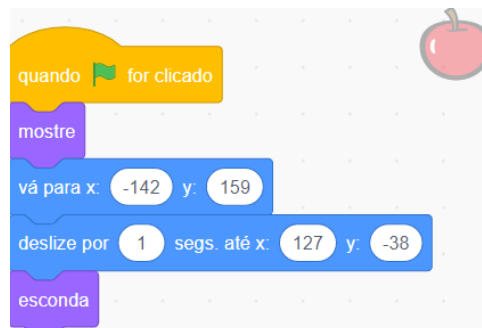 quando for clicado
mostre
vá para x: -142 y: 159
deslize por 1 segs. até x: 127 y: -38
esconda